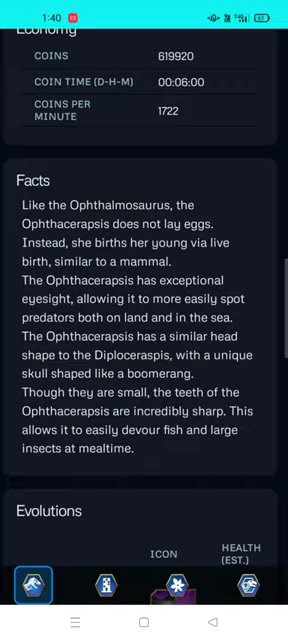 1:40
Economy
COINS 619920
COIN TIME (D-H-M) 00:06:00
COINS PER
MINUTE 1722
Facts
Like the Ophthalmosaurus, the
Ophthacerapsis does not lay eggs.
Instead, she births her young via live
birth, similar to a mammal.
The Ophthacerapsis has exceptional
eyesight, allowing it to more easily spot
predators both on land and in the sea.
The Ophthacerapsis has a similar head
shape to the Diploceraspis, with a unique
skull shaped like a boomerang.
Though they are small, the teeth of the
Ophthacerapsis are incredibly sharp. This
allows it to easily devour fish and large
insects at mealtime.
Evolutions
ICON HEALTH
(EST.)